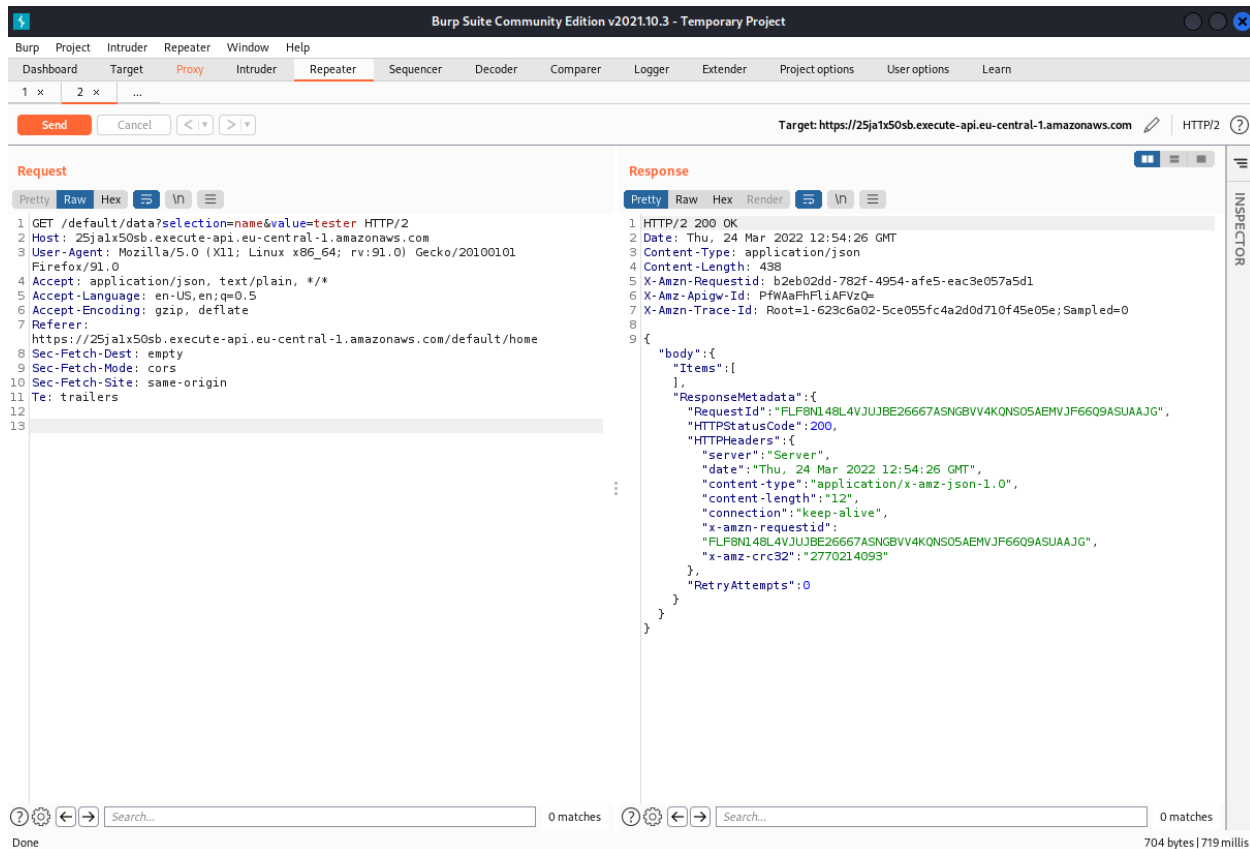 Burp Suite Community Edition v2021.10.3 - Temporary Project
Burp Project Intruder Repeater Window Help
Dashboard Target Proxy Intruder Repeater Sequencer Decoder Comparer Logger Extender Project options User options Learn
1 × 2 × ...
Send Cancel < > Target: https://25ja1x50sb.execute-api.eu-central-1.amazonaws.com HTTP/2 ?
Request
Pretty Raw Hex \n
1 GET /default/data?selection=name&value=tester HTTP/2
2 Host: 25ja1x50sb.execute-api.eu-central-1.amazonaws.com
3 User-Agent: Mozilla/5.0 (X11; Linux x86_64; rv:91.0) Gecko/20100101
Firefox/91.0
4 Accept: application/json, text/plain, */*
5 Accept-Language: en-US,en;q=0.5
6 Accept-Encoding: gzip, deflate
7 Referer:
https://25ja1x50sb.execute-api.eu-central-1.amazonaws.com/default/home
8 Sec-Fetch-Dest: empty
9 Sec-Fetch-Mode: cors
10 Sec-Fetch-Site: same-origin
11 Te: trailers
12
13
Response
Pretty Raw Hex Render \n
1 HTTP/2 200 OK
2 Date: Thu, 24 Mar 2022 12:54:26 GMT
3 Content-Type: application/json
4 Content-Length: 438
5 X-Amzn-Requestid: b2eb02dd-782f-4954-afe5-eac3e057a5d1
6 X-Amz-Apigw-Id: PfWAaFhFliAFVzQ=
7 X-Amzn-Trace-Id: Root=1-623c6a02-5ce055fc4a2d0d710f45e05e;Sampled=0
8
9 {
"body":{
"Items":[
],
"ResponseMetadata":{
"RequestId":"FLF8N148L4VJUJBE26667ASNGBVV4KQNSO5AEMVJF66Q9ASUAAJG",
"HTTPStatusCode":200,
"HTTPHeaders":{
"server":"Server",
"date":"Thu, 24 Mar 2022 12:54:26 GMT",
"content-type":"application/x-amz-json-1.0",
"content-length":"12",
"connection":"keep-alive",
"x-amzn-requestid":
"FLF8N148L4VJUJBE26667ASNGBVV4KQNSO5AEMVJF66Q9ASUAAJG",
"x-amz-crc32":"2770214093"
},
"RetryAttempts":0
}
}
}
INSPECTOR
? Search... 0 matches
? Search... 0 matches
Done 704 bytes | 719 millis